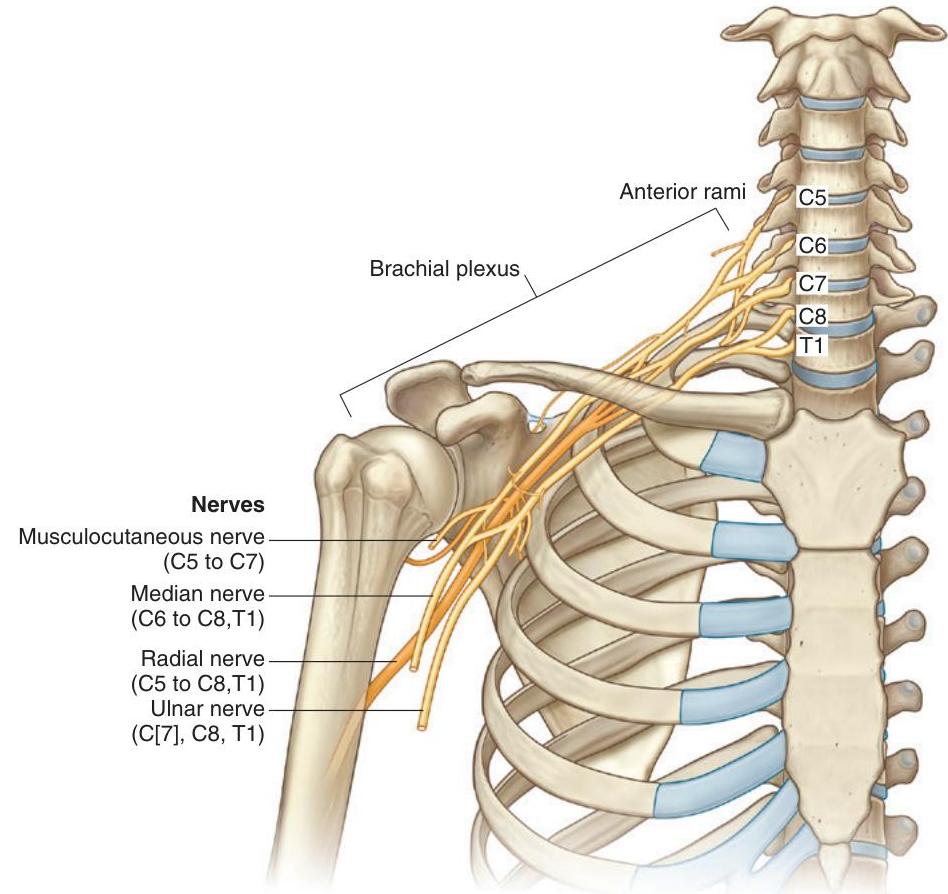 Anterior rami
C5
C6
Brachial plexus
C7
C8
T1
Nerves
Musculocutaneous nerve
(C5 to C7)
Median nerve
(C6 to C8,T1)
Radial nerve
(C5 to C8,T1)
Ulnar nerve
(C[7], C8, T1)